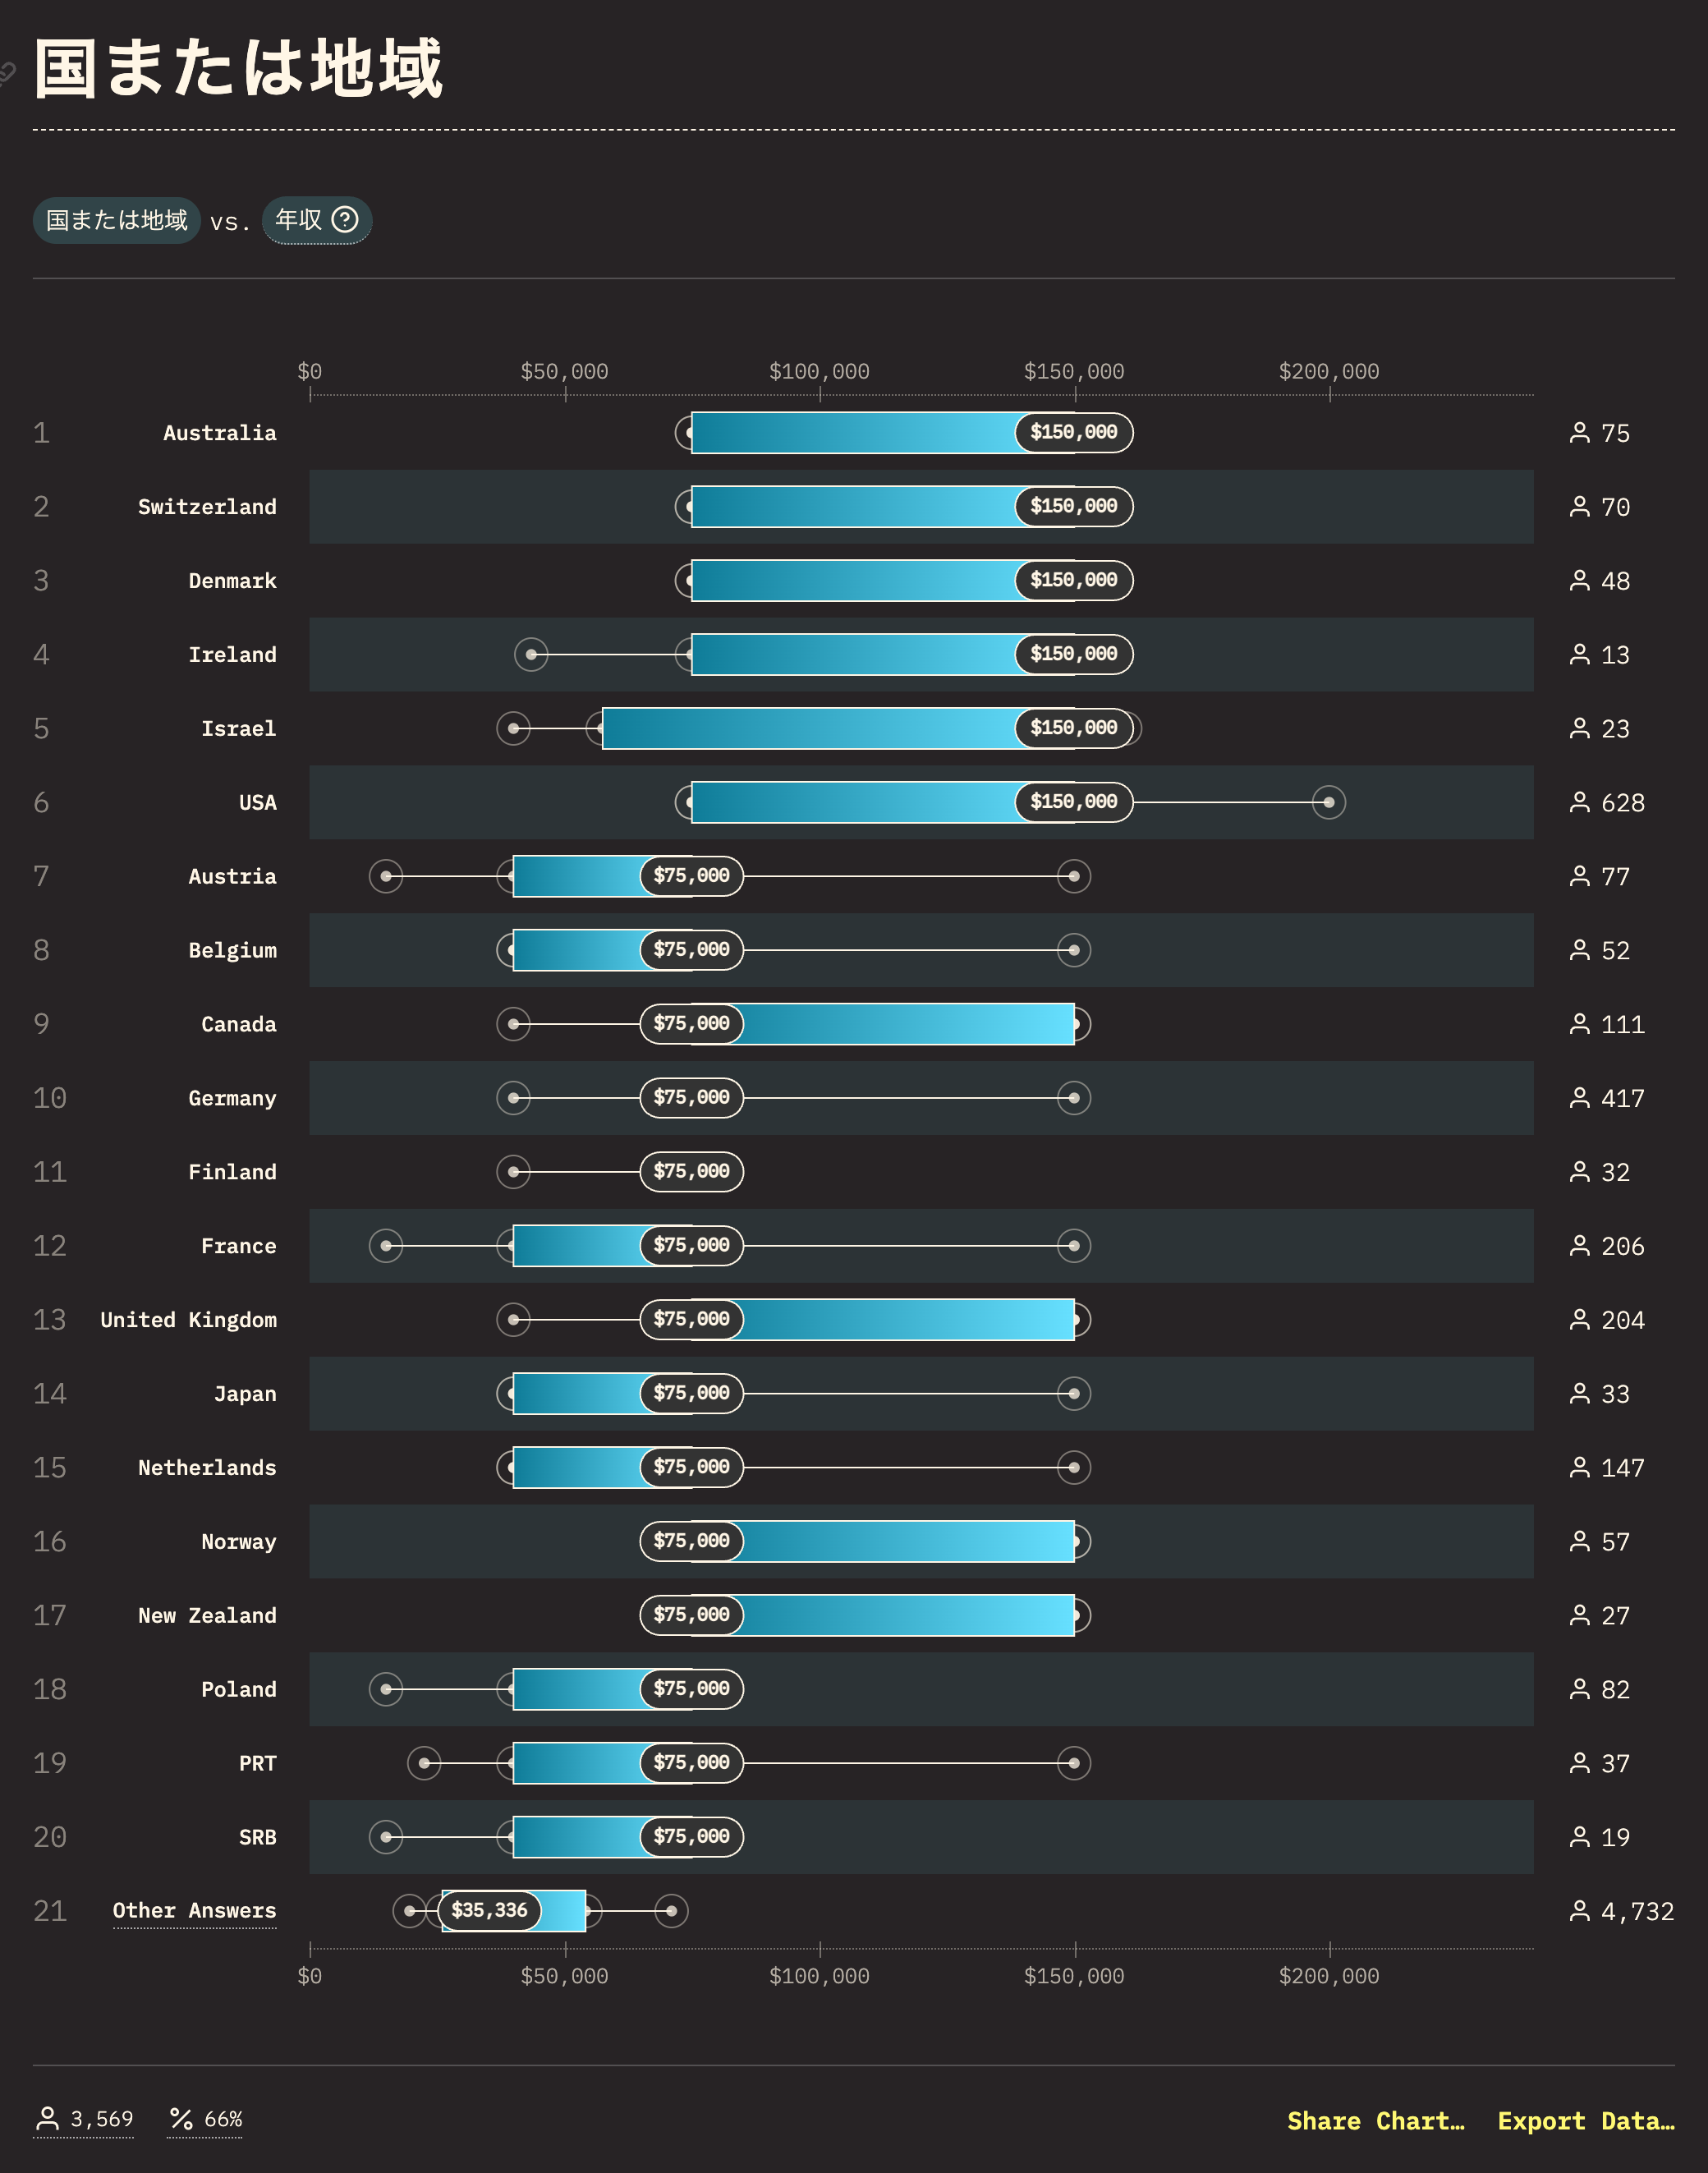 国または地域
国または地域 vs. 年収 ?
$0 $50,000 $100,000 $150,000 $200,000
1 Australia $150,000 75
2 Switzerland $150,000 70
3 Denmark $150,000 48
4 Ireland $150,000 13
5 Israel $150,000 23
6 USA $150,000 628
7 Austria $75,000 77
8 Belgium $75,000 52
9 Canada $75,000 111
10 Germany $75,000 417
11 Finland $75,000 32
12 France $75,000 206
13 United Kingdom $75,000 204
14 Japan $75,000 33
15 Netherlands $75,000 147
16 Norway $75,000 57
17 New Zealand $75,000 27
18 Poland $75,000 82
19 PRT $75,000 37
20 SRB $75,000 19
21 Other Answers $35,336 4,732
$0 $50,000 $100,000 $150,000 $200,000
3,569 % 66% Share Chart… Export Data…